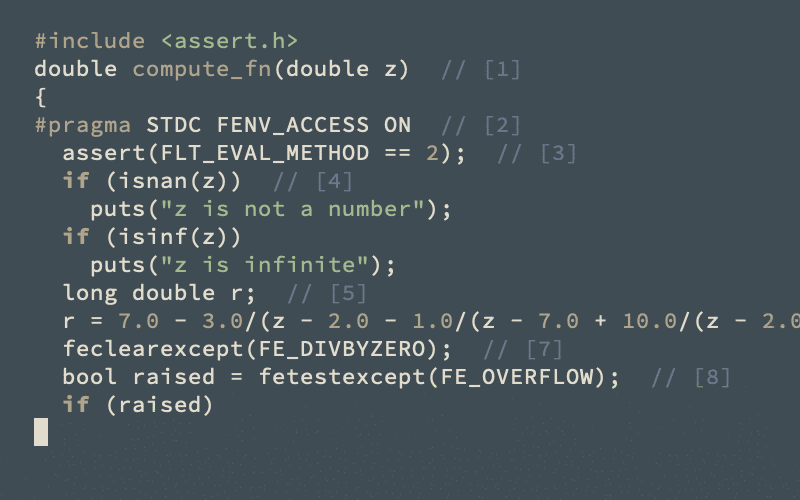 #include <assert.h>
double compute_fn(double z)  // [1]
{
#pragma STDC FENV_ACCESS ON  // [2]
  assert(FLT_EVAL_METHOD == 2);  // [3]
  if (isnan(z))  // [4]
    puts("z is not a number");
  if (isinf(z))
    puts("z is infinite");
  long double r;  // [5]
  r = 7.0 - 3.0/(z - 2.0 - 1.0/(z - 7.0 + 10.0/(z - 2.0
  feclearexcept(FE_DIVBYZERO);  // [7]
  bool raised = fetestexcept(FE_OVERFLOW);  // [8]
  if (raised)